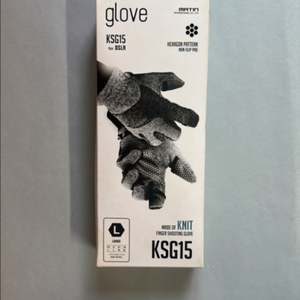 glove
MATIN
KSG15
for DSLR
HEXAGON PATTERN
NON-SLIP PAD
L
LARGE
MADE OF KNIT
FINGER SHOOTING GLOVE
KSG15